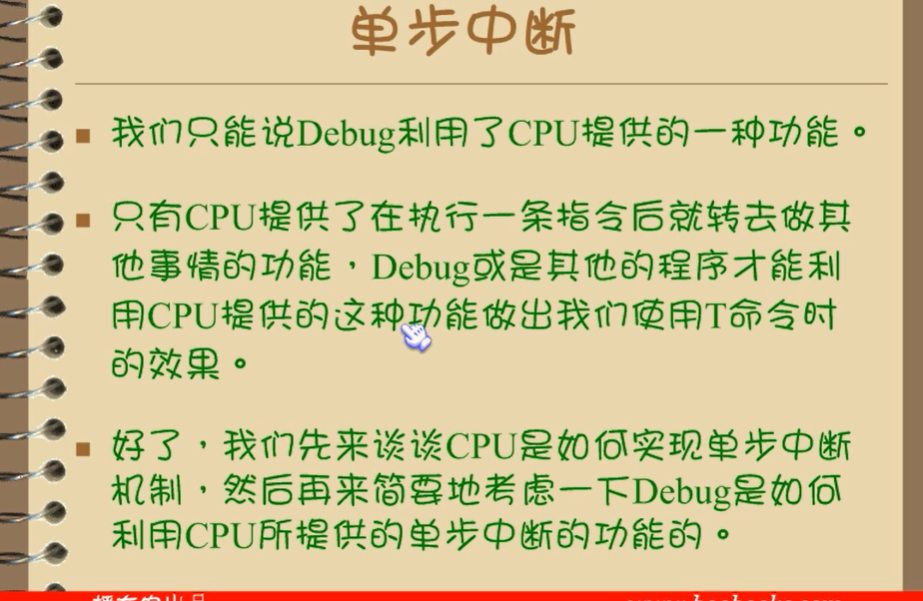 单步中断
我们只能说Debug利用了CPU提供的一种功能。
只有CPU提供了在执行一条指令后就转去做其
他事情的功能，Debug或是其他的程序才能利
用CPU提供的这种功能做出我们使用T命令时
的效果。
好了，我们先来谈谈CPU是如何实现单步中断
机制，然后再来简要地考虑一下Debug是如何
利用CPU所提供的单步中断的功能的。